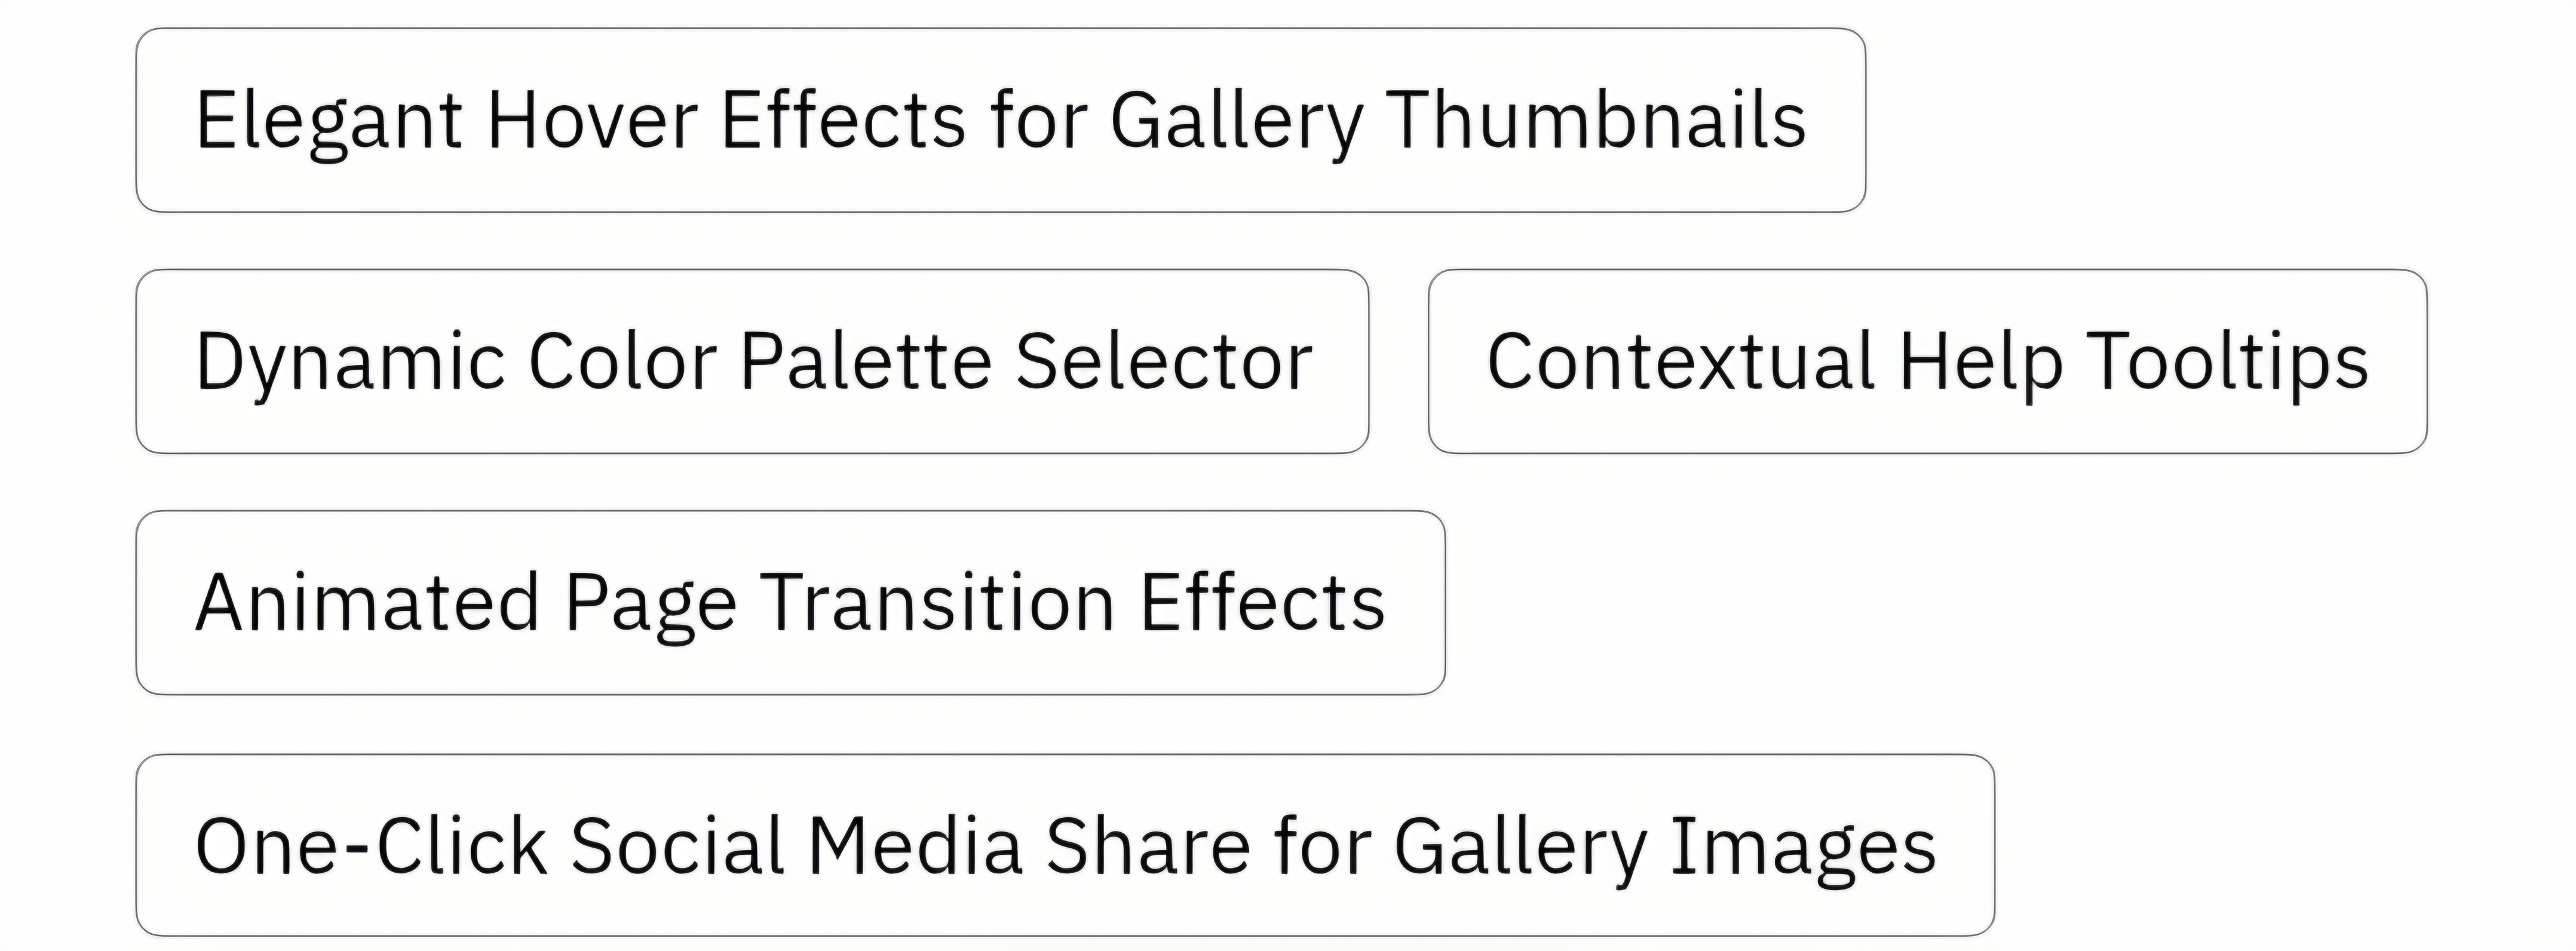 Elegant Hover Effects for Gallery Thumbnails
Dynamic Color Palette Selector
Contextual Help Tooltips
Animated Page Transition Effects
One-Click Social Media Share for Gallery Images